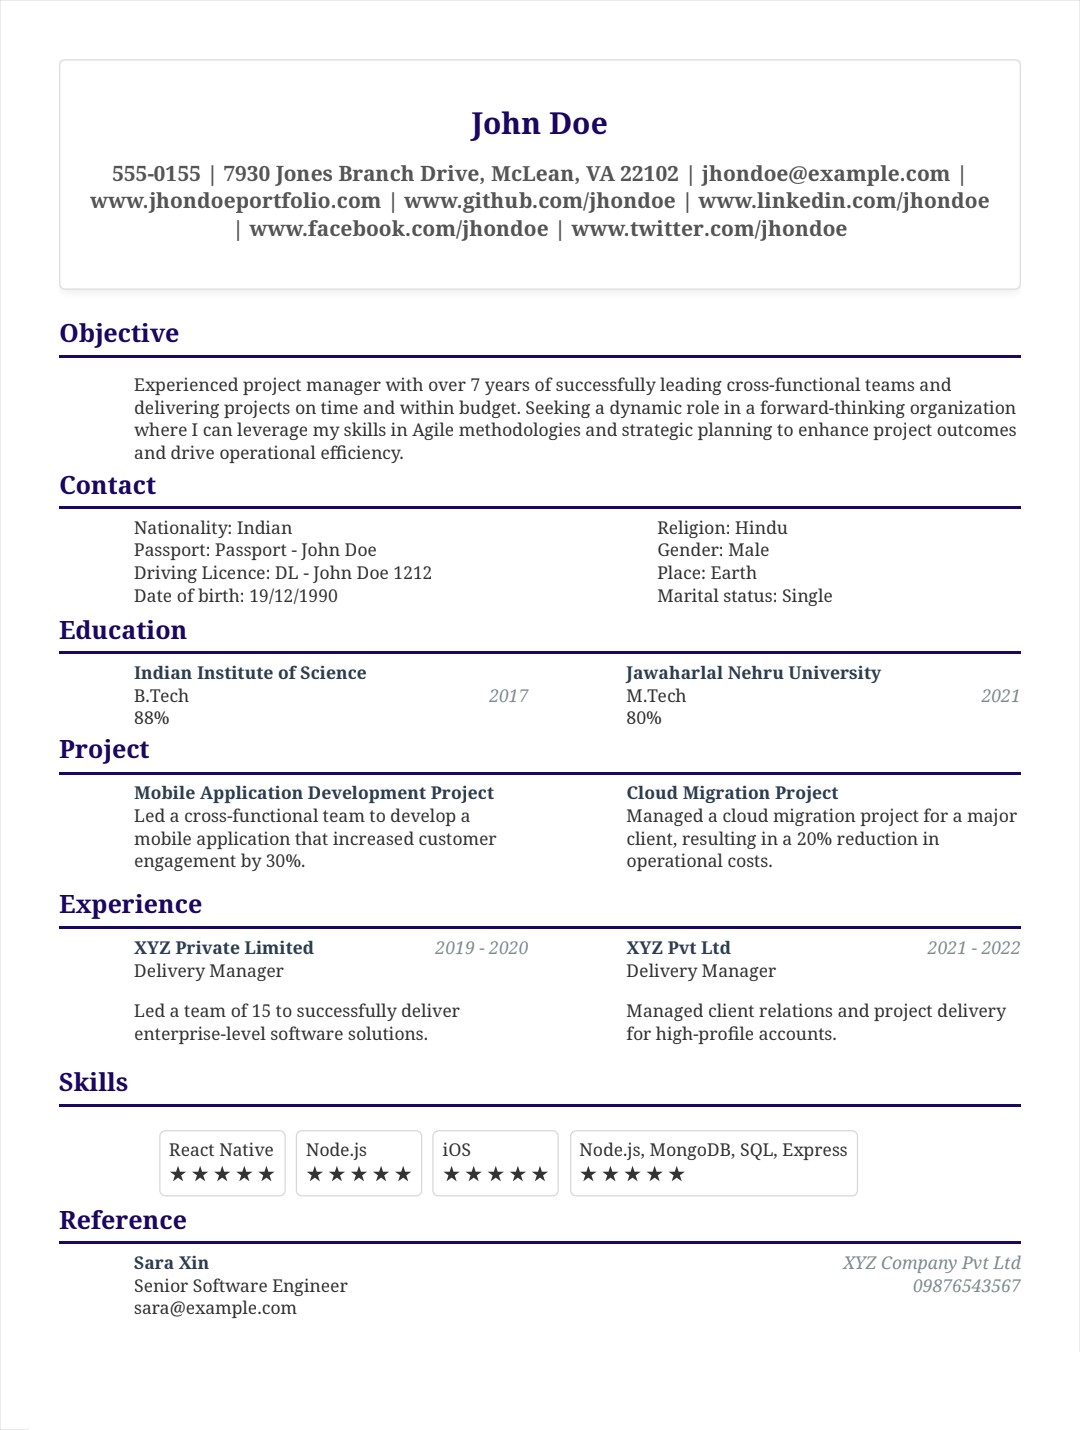 John Doe
555-0155 | 7930 Jones Branch Drive, McLean, VA 22102 | jhondoe@example.com |
www.jhondoeportfolio.com | www.github.com/jhondoe | www.linkedin.com/jhondoe
| www.facebook.com/jhondoe | www.twitter.com/jhondoe
Objective
Experienced project manager with over 7 years of successfully leading cross-functional teams and
delivering projects on time and within budget. Seeking a dynamic role in a forward-thinking organization
where I can leverage my skills in Agile methodologies and strategic planning to enhance project outcomes
and drive operational efficiency.
Contact
Nationality: Indian
Passport: Passport - John Doe
Driving Licence: DL - John Doe 1212
Date of birth: 19/12/1990
Religion: Hindu
Gender: Male
Place: Earth
Marital status: Single
Education
Indian Institute of Science
B.Tech 2017
88%
Jawaharlal Nehru University
M.Tech 2021
80%
Project
Mobile Application Development Project
Led a cross-functional team to develop a
mobile application that increased customer
engagement by 30%.
Cloud Migration Project
Managed a cloud migration project for a major
client, resulting in a 20% reduction in
operational costs.
Experience
XYZ Private Limited 2019 - 2020
Delivery Manager
Led a team of 15 to successfully deliver
enterprise-level software solutions.
XYZ Pvt Ltd 2021 - 2022
Delivery Manager
Managed client relations and project delivery
for high-profile accounts.
Skills
React Native
★★★★★
Node.js
★★★★★
iOS
★★★★★
Node.js, MongoDB, SQL, Express
★★★★★
Reference
Sara Xin XYZ Company Pvt Ltd
Senior Software Engineer 09876543567
sara@example.com